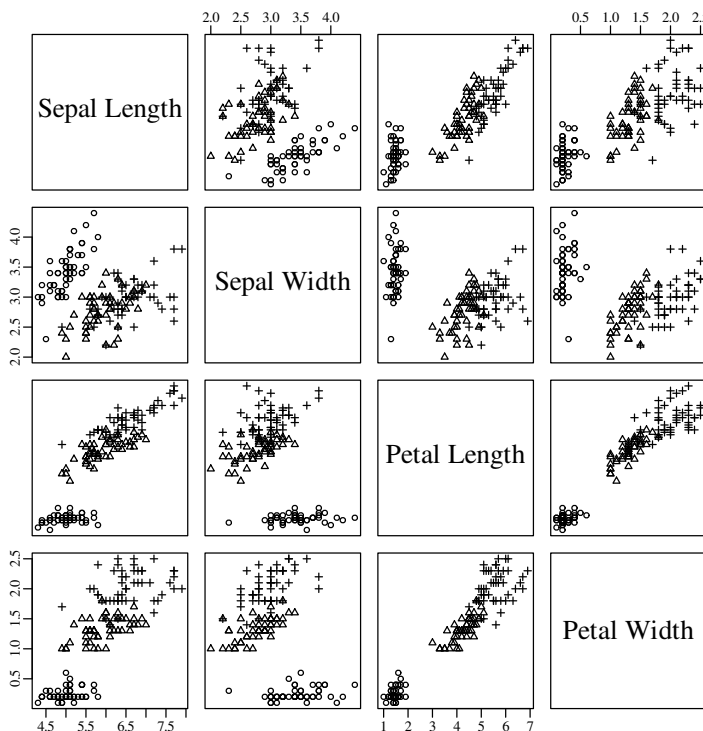 2.0 3.0 4.0
0.5 1.0 1.5 2.0 2.5
Sepal Length
2.0 2.5 3.0 3.5 4.0
Sepal Width
Petal Length
0.5 1.0 1.5 2.0 2.5
Petal Width
4.5 5.5 6.5 7.5
1 2 3 4 5 6 7